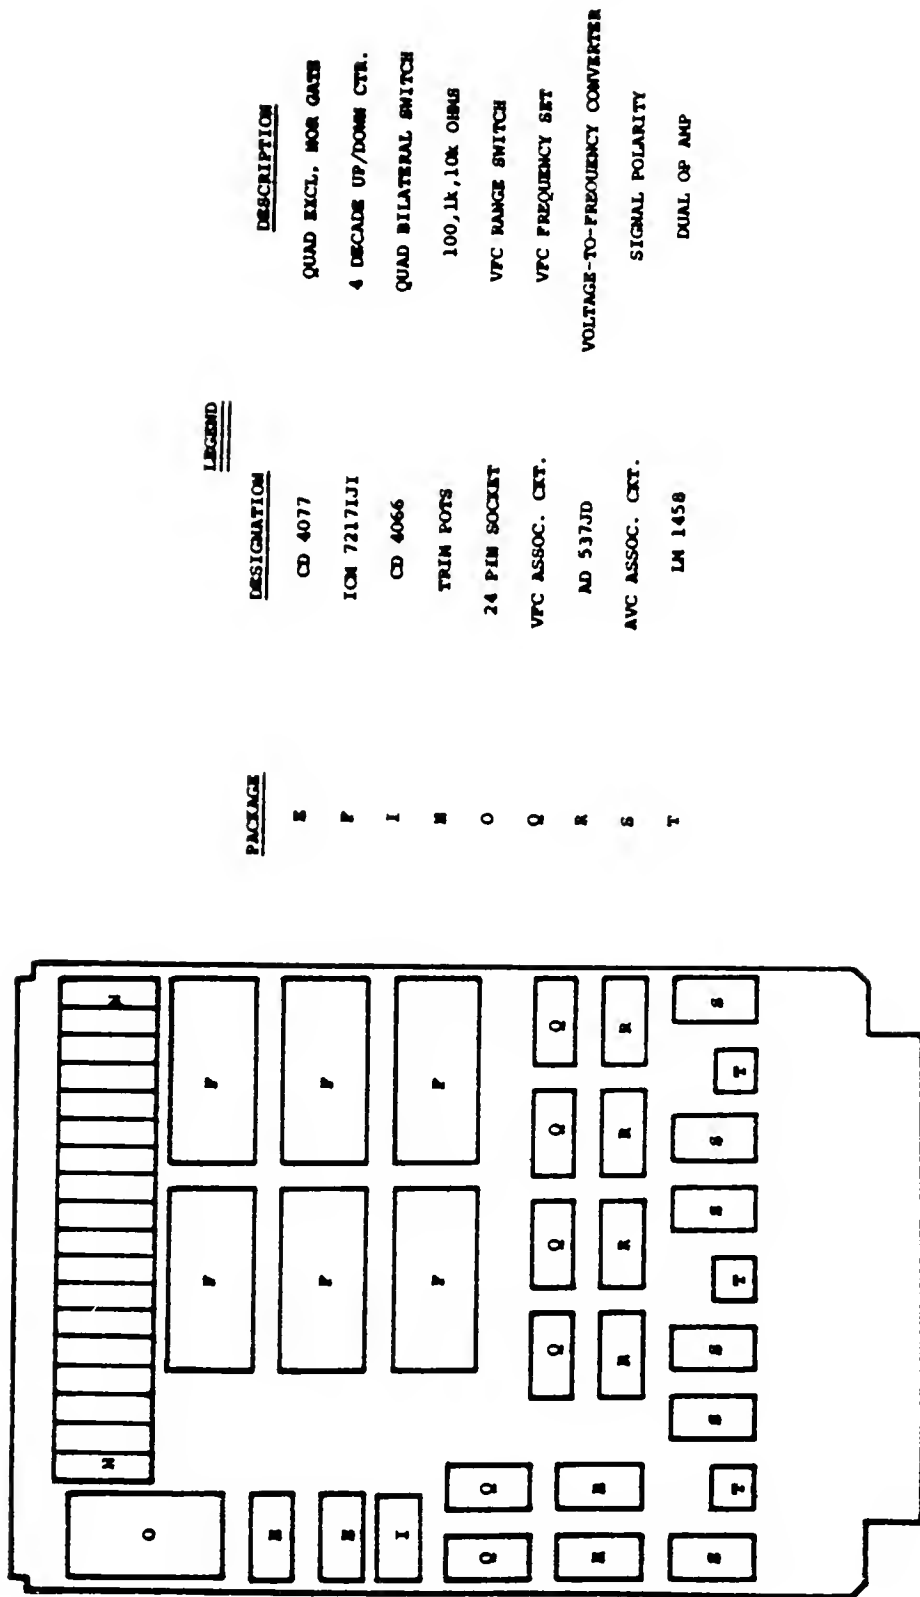 LEGEND
PACKAGE DESIGNATION DESCRIPTION
E CD 4077 QUAD EXCL, NOR GATE
F ICM 7217IJI 4 DECADE UP/DOWN CTR.
I CD 4066 QUAD BILATERAL SWITCH
M TRIM POTS 100,1k,10k OHMS
O 24 PIN SOCKET VFC RANGE SWITCH
Q VFC ASSOC. CKT. VFC FREQUENCY SET
R AD 537JD VOLTAGE-TO-FREQUENCY CONVERTER
S AVC ASSOC. CKT. SIGNAL POLARITY
T LM 1458 DUAL OP AMP
O M M
E F F
E F F
I F F
Q Q Q Q Q Q
R R R R R R
S T S S T S S T S